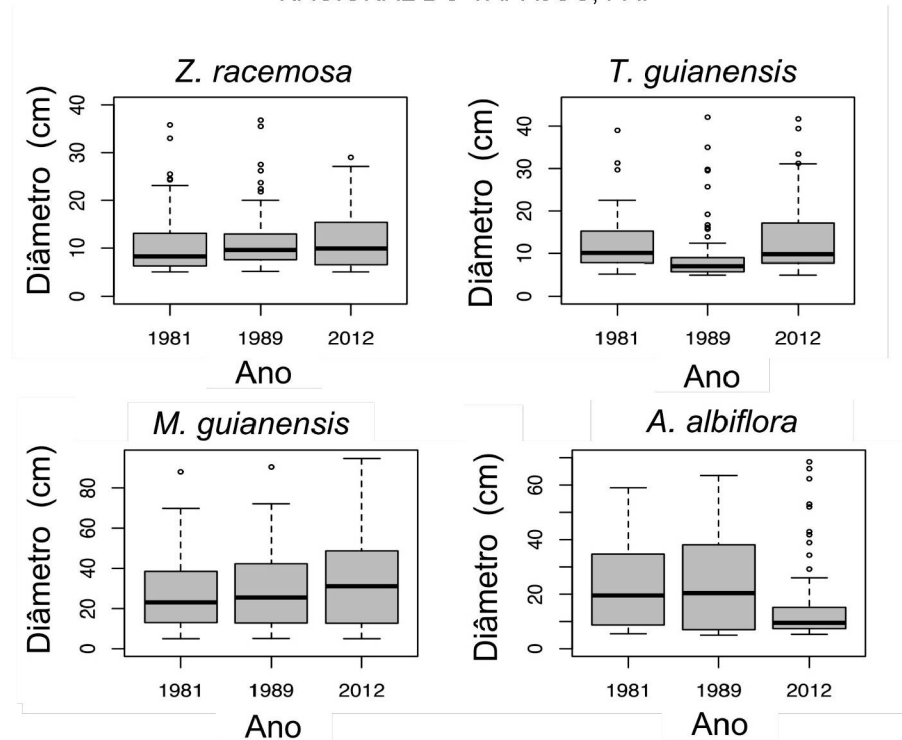 Z. racemosa
Diâmetro (cm)
0 10 20 30 40
1981 1989 2012
Ano
T. guianensis
Diâmetro (cm)
0 10 20 30 40
1981 1989 2012
Ano
M. guianensis
Diâmetro (cm)
0 20 40 60 80
1981 1989 2012
Ano
A. albiflora
Diâmetro (cm)
0 20 40 60
1981 1989 2012
Ano